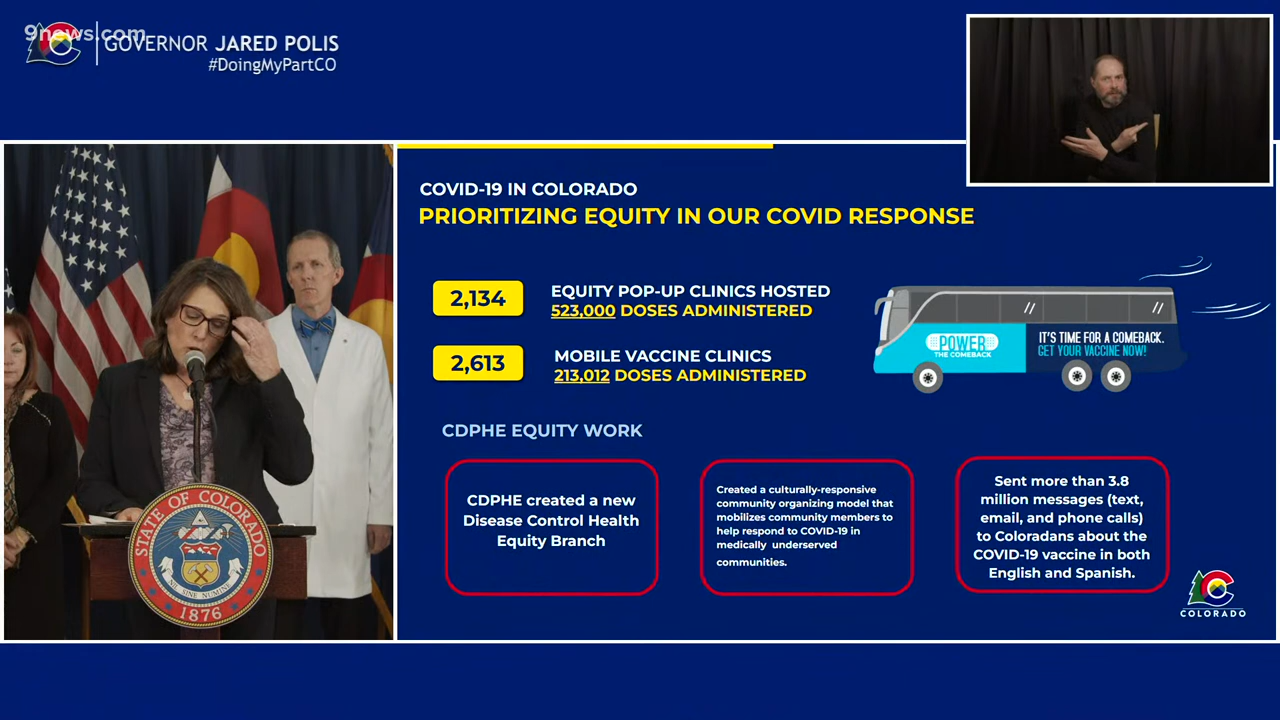 9news.com
GOVERNOR JARED POLIS
#DoingMyPartCO
COVID-19 IN COLORADO
PRIORITIZING EQUITY IN OUR COVID RESPONSE
2,134
EQUITY POP-UP CLINICS HOSTED
523,000 DOSES ADMINISTERED
2,613
MOBILE VACCINE CLINICS
213,012 DOSES ADMINISTERED
POWER
THE COMEBACK
IT'S TIME FOR A COMEBACK.
GET YOUR VACCINE NOW!
CDPHE EQUITY WORK
CDPHE created a new
Disease Control Health
Equity Branch
Created a culturally-responsive
community organizing model that
mobilizes community members to
help respond to COVID-19 in
medically underserved
communities.
Sent more than 3.8
million messages (text,
email, and phone calls)
to Coloradans about the
COVID-19 vaccine in both
English and Spanish.
COLORADO
STATE OF COLORADO
NIL SINE NUMINE
1876